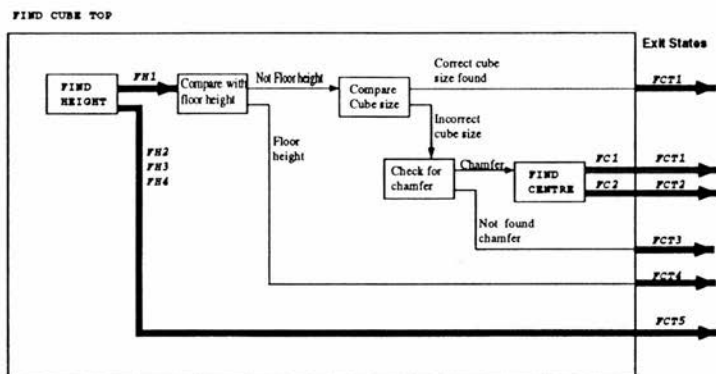 FIND CUBE TOP
Exit States
FIND
HEIGHT
FH1
Compare with
floor height
Not Floor height
Compare
Cube size
Correct cube
size found
FCT1
Incorrect
cube size
Floor
height
FH2
FH3
FH4
Check for
chamfer
Chamfer
FIND
CENTRE
FC1
FCT1
FC2
FCT2
Not found
chamfer
FCT3
FCT4
FCT5